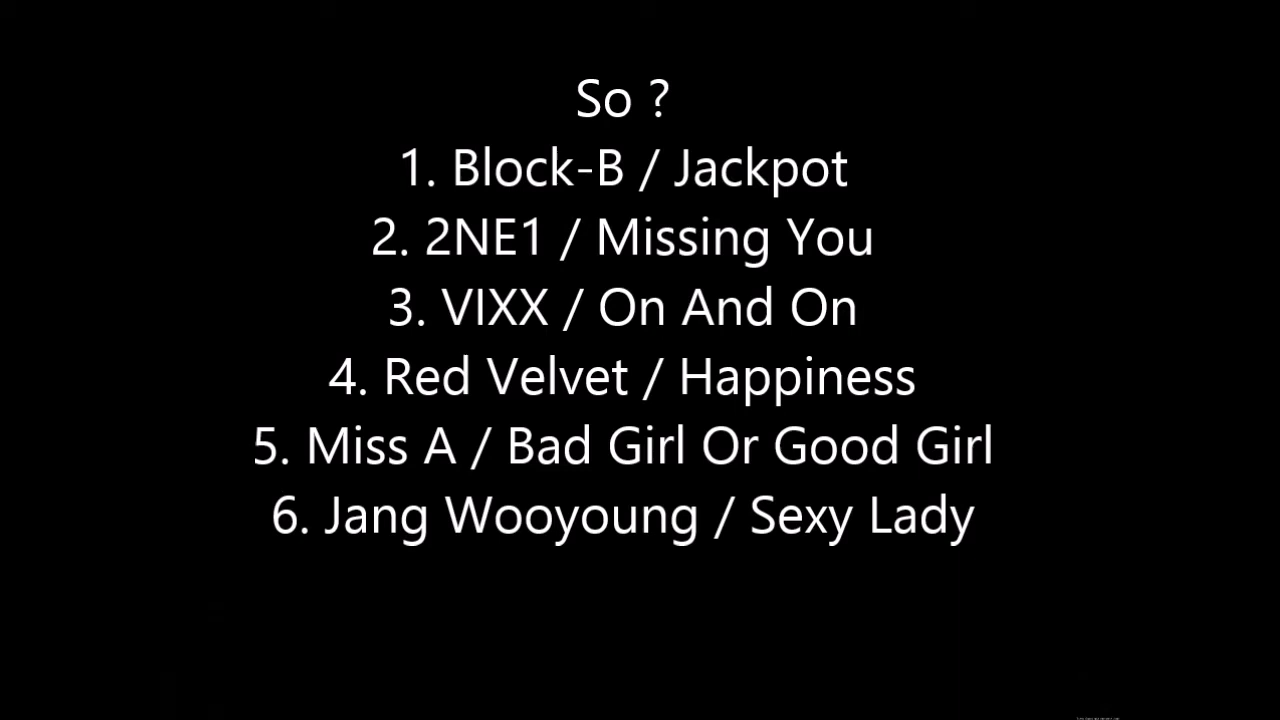 So ?
1. Block-B / Jackpot
2. 2NE1 / Missing You
3. VIXX / On And On
4. Red Velvet / Happiness
5. Miss A / Bad Girl Or Good Girl
6. Jang Wooyoung / Sexy Lady